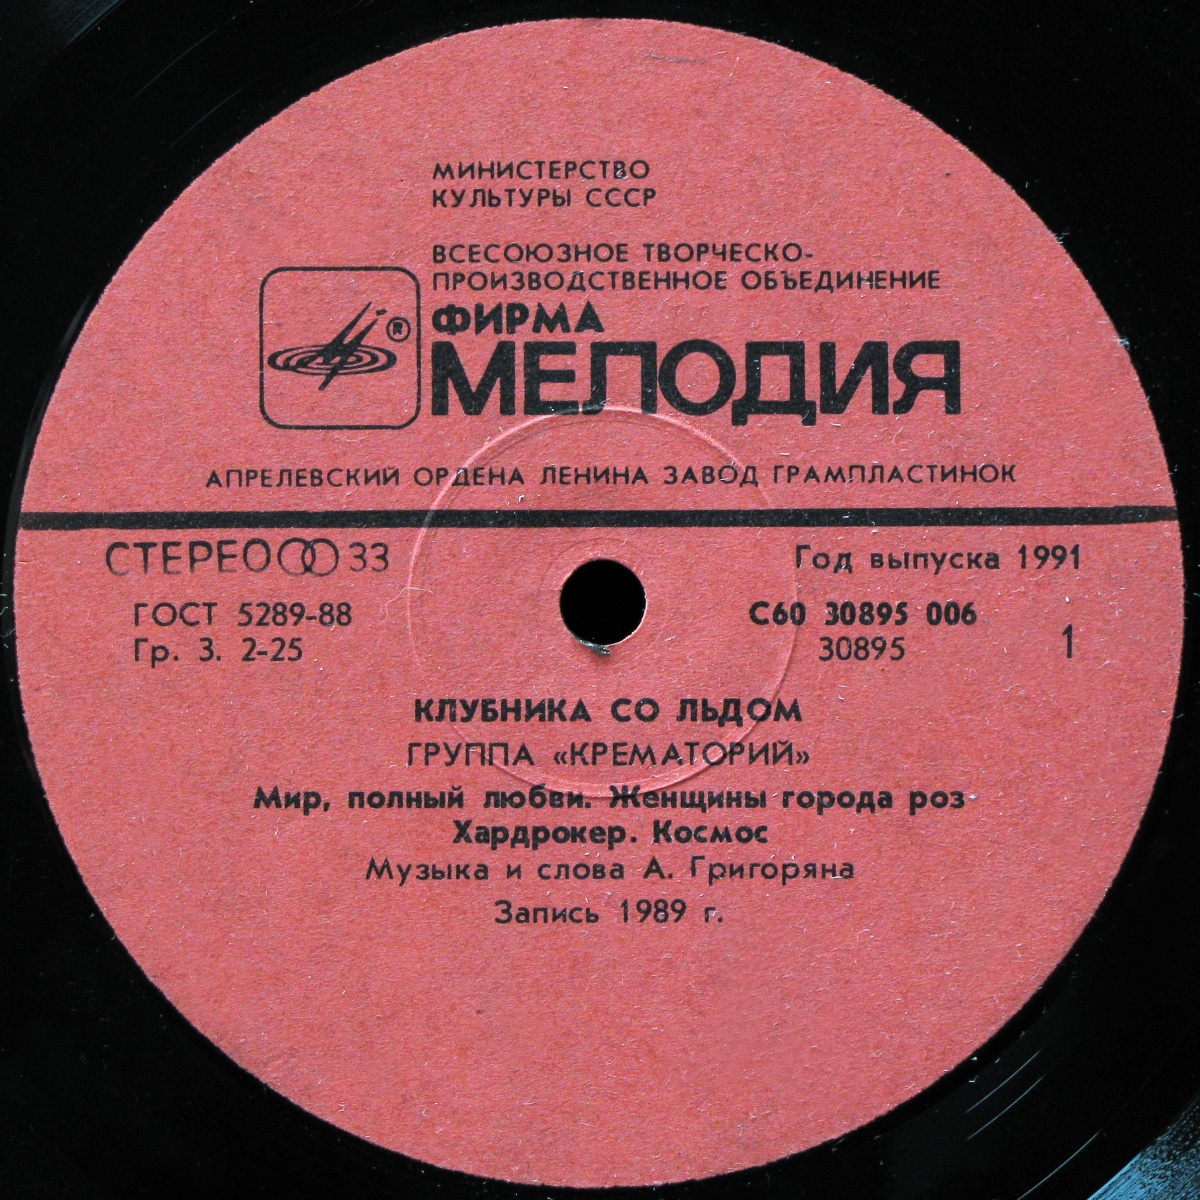 МИНИСТЕРСТВО
КУЛЬТУРЫ СССР
ВСЕСОЮЗНОЕ ТВОРЧЕСКО-
ПРОИЗВОДСТВЕННОЕ ОБЪЕДИНЕНИЕ
®
ФИРМА
МЕЛОДИЯ
АПРЕЛЕВСКИЙ ОРДЕНА ЛЕНИНА ЗАВОД ГРАМПЛАСТИНОК
СТЕРЕО 33
Год выпуска 1991
ГОСТ 5289-88
С60 30895 006
Гр. 3. 2-25
30895
1
КЛУБНИКА СО ЛЬДОМ
ГРУППА «КРЕМАТОРИЙ»
Мир, полный любви. Женщины города роз
Хардрокер. Космос
Музыка и слова А. Григоряна
Запись 1989 г.